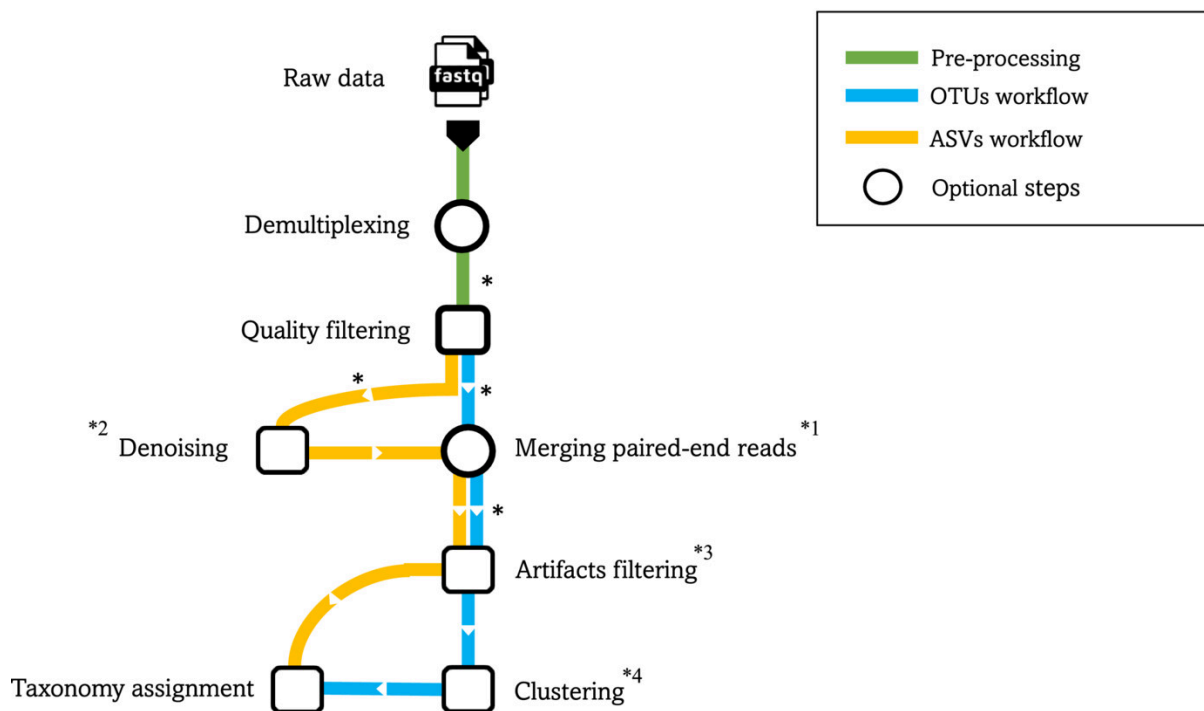 Raw data
fastq
Pre-processing
OTUs workflow
ASVs workflow
Optional steps
Demultiplexing
*
Quality filtering
*
*
*2 Denoising
Merging paired-end reads*1
*
Artifacts filtering*3
Taxonomy assignment
Clustering*4